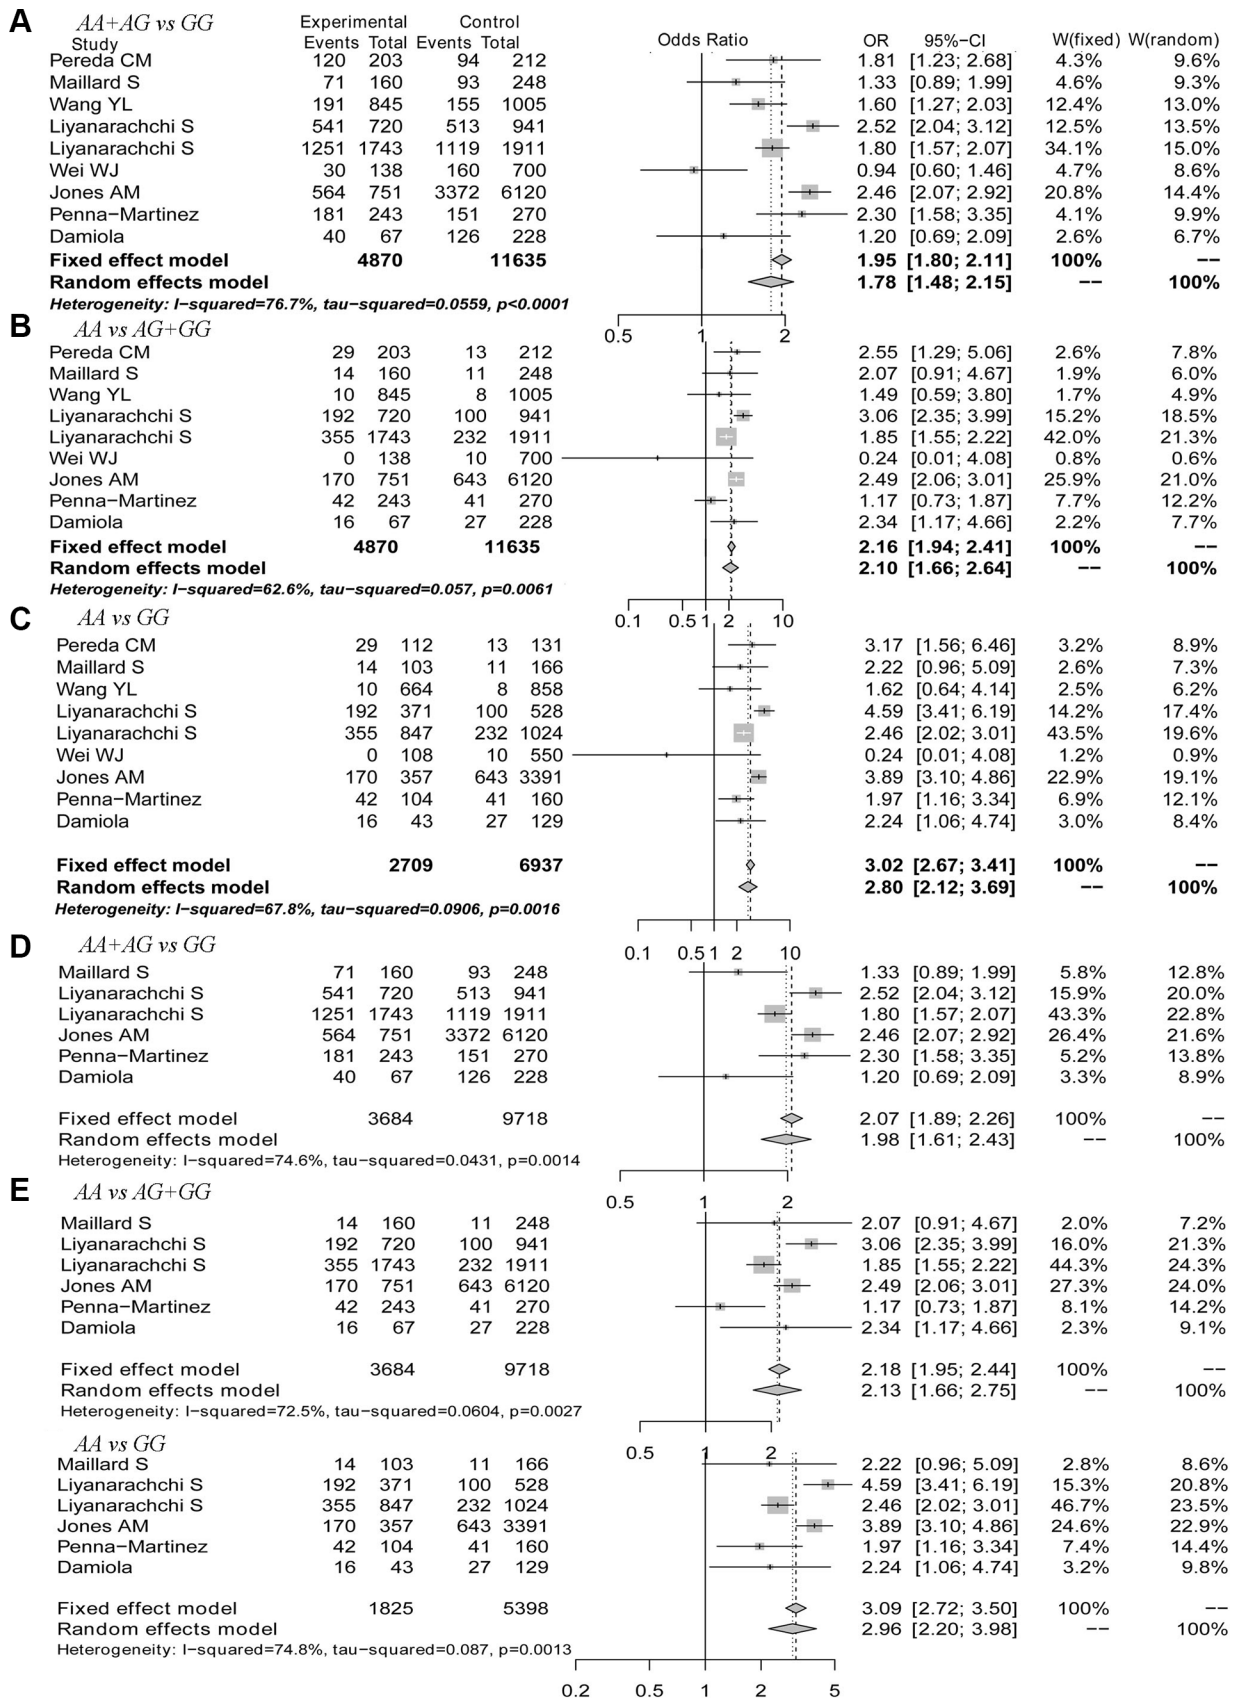 A AA+AG vs GG Experimental Control
Study Events Total Events Total Odds Ratio OR 95%−CI W(fixed) W(random)
Pereda CM 120 203 94 212 1.81 [1.23; 2.68] 4.3% 9.6%
Maillard S 71 160 93 248 1.33 [0.89; 1.99] 4.6% 9.3%
Wang YL 191 845 155 1005 1.60 [1.27; 2.03] 12.4% 13.0%
Liyanarachchi S 541 720 513 941 2.52 [2.04; 3.12] 12.5% 13.5%
Liyanarachchi S 1251 1743 1119 1911 1.80 [1.57; 2.07] 34.1% 15.0%
Wei WJ 30 138 160 700 0.94 [0.60; 1.46] 4.7% 8.6%
Jones AM 564 751 3372 6120 2.46 [2.07; 2.92] 20.8% 14.4%
Penna−Martinez 181 243 151 270 2.30 [1.58; 3.35] 4.1% 9.9%
Damiola 40 67 126 228 1.20 [0.69; 2.09] 2.6% 6.7%
Fixed effect model 4870 11635 1.95 [1.80; 2.11] 100% −−
Random effects model 1.78 [1.48; 2.15] −− 100%
Heterogeneity: I−squared=76.7%, tau−squared=0.0559, p<0.0001
0.5 1 2
B AA vs AG+GG
Pereda CM 29 203 13 212 2.55 [1.29; 5.06] 2.6% 7.8%
Maillard S 14 160 11 248 2.07 [0.91; 4.67] 1.9% 6.0%
Wang YL 10 845 8 1005 1.49 [0.59; 3.80] 1.7% 4.9%
Liyanarachchi S 192 720 100 941 3.06 [2.35; 3.99] 15.2% 18.5%
Liyanarachchi S 355 1743 232 1911 1.85 [1.55; 2.22] 42.0% 21.3%
Wei WJ 0 138 10 700 0.24 [0.01; 4.08] 0.8% 0.6%
Jones AM 170 751 643 6120 2.49 [2.06; 3.01] 25.9% 21.0%
Penna−Martinez 42 243 41 270 1.17 [0.73; 1.87] 7.7% 12.2%
Damiola 16 67 27 228 2.34 [1.17; 4.66] 2.2% 7.7%
Fixed effect model 4870 11635 2.16 [1.94; 2.41] 100% −−
Random effects model 2.10 [1.66; 2.64] −− 100%
Heterogeneity: I−squared=62.6%, tau−squared=0.057, p=0.0061
0.1 0.5 1 2 10
C AA vs GG
Pereda CM 29 112 13 131 3.17 [1.56; 6.46] 3.2% 8.9%
Maillard S 14 103 11 166 2.22 [0.96; 5.09] 2.6% 7.3%
Wang YL 10 664 8 858 1.62 [0.64; 4.14] 2.5% 6.2%
Liyanarachchi S 192 371 100 528 4.59 [3.41; 6.19] 14.2% 17.4%
Liyanarachchi S 355 847 232 1024 2.46 [2.02; 3.01] 43.5% 19.6%
Wei WJ 0 108 10 550 0.24 [0.01; 4.08] 1.2% 0.9%
Jones AM 170 357 643 3391 3.89 [3.10; 4.86] 22.9% 19.1%
Penna−Martinez 42 104 41 160 1.97 [1.16; 3.34] 6.9% 12.1%
Damiola 16 43 27 129 2.24 [1.06; 4.74] 3.0% 8.4%
Fixed effect model 2709 6937 3.02 [2.67; 3.41] 100% −−
Random effects model 2.80 [2.12; 3.69] −− 100%
Heterogeneity: I−squared=67.8%, tau−squared=0.0906, p=0.0016
0.1 0.5 1 2 10
D AA+AG vs GG
Maillard S 71 160 93 248 1.33 [0.89; 1.99] 5.8% 12.8%
Liyanarachchi S 541 720 513 941 2.52 [2.04; 3.12] 15.9% 20.0%
Liyanarachchi S 1251 1743 1119 1911 1.80 [1.57; 2.07] 43.3% 22.8%
Jones AM 564 751 3372 6120 2.46 [2.07; 2.92] 26.4% 21.6%
Penna−Martinez 181 243 151 270 2.30 [1.58; 3.35] 5.2% 13.8%
Damiola 40 67 126 228 1.20 [0.69; 2.09] 3.3% 8.9%
Fixed effect model 3684 9718 2.07 [1.89; 2.26] 100% −−
Random effects model 1.98 [1.61; 2.43] −− 100%
Heterogeneity: I−squared=74.6%, tau−squared=0.0431, p=0.0014
0.5 1 2
E AA vs AG+GG
Maillard S 14 160 11 248 2.07 [0.91; 4.67] 2.0% 7.2%
Liyanarachchi S 192 720 100 941 3.06 [2.35; 3.99] 16.0% 21.3%
Liyanarachchi S 355 1743 232 1911 1.85 [1.55; 2.22] 44.3% 24.3%
Jones AM 170 751 643 6120 2.49 [2.06; 3.01] 27.3% 24.0%
Penna−Martinez 42 243 41 270 1.17 [0.73; 1.87] 8.1% 14.2%
Damiola 16 67 27 228 2.34 [1.17; 4.66] 2.3% 9.1%
Fixed effect model 3684 9718 2.18 [1.95; 2.44] 100% −−
Random effects model 2.13 [1.66; 2.75] −− 100%
Heterogeneity: I−squared=72.5%, tau−squared=0.0604, p=0.0027
0.5 1 2
AA vs GG
Maillard S 14 103 11 166 2.22 [0.96; 5.09] 2.8% 8.6%
Liyanarachchi S 192 371 100 528 4.59 [3.41; 6.19] 15.3% 20.8%
Liyanarachchi S 355 847 232 1024 2.46 [2.02; 3.01] 46.7% 23.5%
Jones AM 170 357 643 3391 3.89 [3.10; 4.86] 24.6% 22.9%
Penna−Martinez 42 104 41 160 1.97 [1.16; 3.34] 7.4% 14.4%
Damiola 16 43 27 129 2.24 [1.06; 4.74] 3.2% 9.8%
Fixed effect model 1825 5398 3.09 [2.72; 3.50] 100% −−
Random effects model 2.96 [2.20; 3.98] −− 100%
Heterogeneity: I−squared=74.8%, tau−squared=0.087, p=0.0013
0.2 0.5 1 2 5